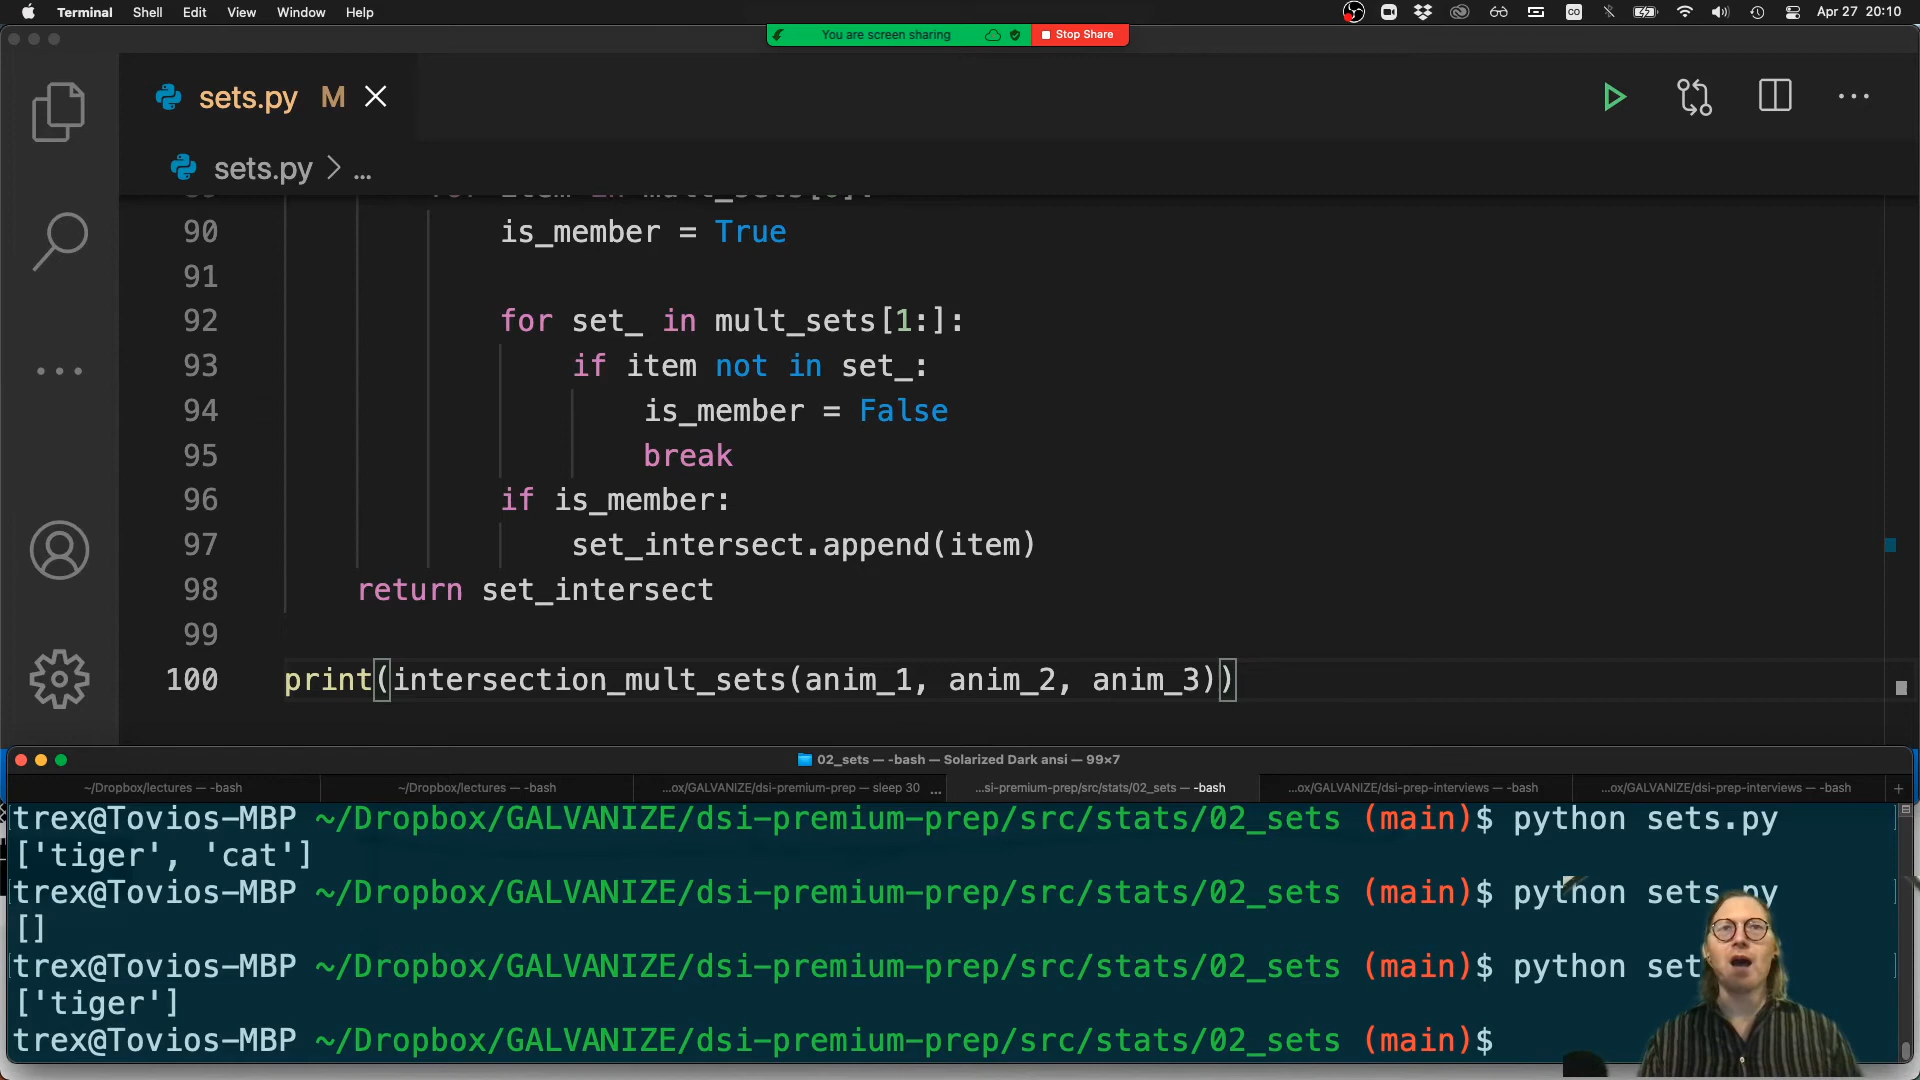 Terminal Shell Edit View Window Help Apr 27 20:10
You are screen sharing Stop Share
sets.py M
sets.py > ...
90 is_member = True
91
92 for set_ in mult_sets[1:]:
93 if item not in set_:
94 is_member = False
95 break
96 if is_member:
97 set_intersect.append(item)
98 return set_intersect
99
100 print(intersection_mult_sets(anim_1, anim_2, anim_3))
02_sets — -bash — Solarized Dark ansi — 99×7
~/Dropbox/lectures — -bash ~/Dropbox/lectures — -bash ...ox/GALVANIZE/dsi-premium-prep — sleep 30 ... ...si-premium-prep/src/stats/02_sets — -bash ...ox/GALVANIZE/dsi-prep-interviews — -bash ...ox/GALVANIZE/dsi-prep-interviews — -bash +
trex@Tovios-MBP ~/Dropbox/GALVANIZE/dsi-premium-prep/src/stats/02_sets (main)$ python sets.py
['tiger', 'cat']
trex@Tovios-MBP ~/Dropbox/GALVANIZE/dsi-premium-prep/src/stats/02_sets (main)$ python sets.py
[]
trex@Tovios-MBP ~/Dropbox/GALVANIZE/dsi-premium-prep/src/stats/02_sets (main)$ python set
['tiger']
trex@Tovios-MBP ~/Dropbox/GALVANIZE/dsi-premium-prep/src/stats/02_sets (main)$